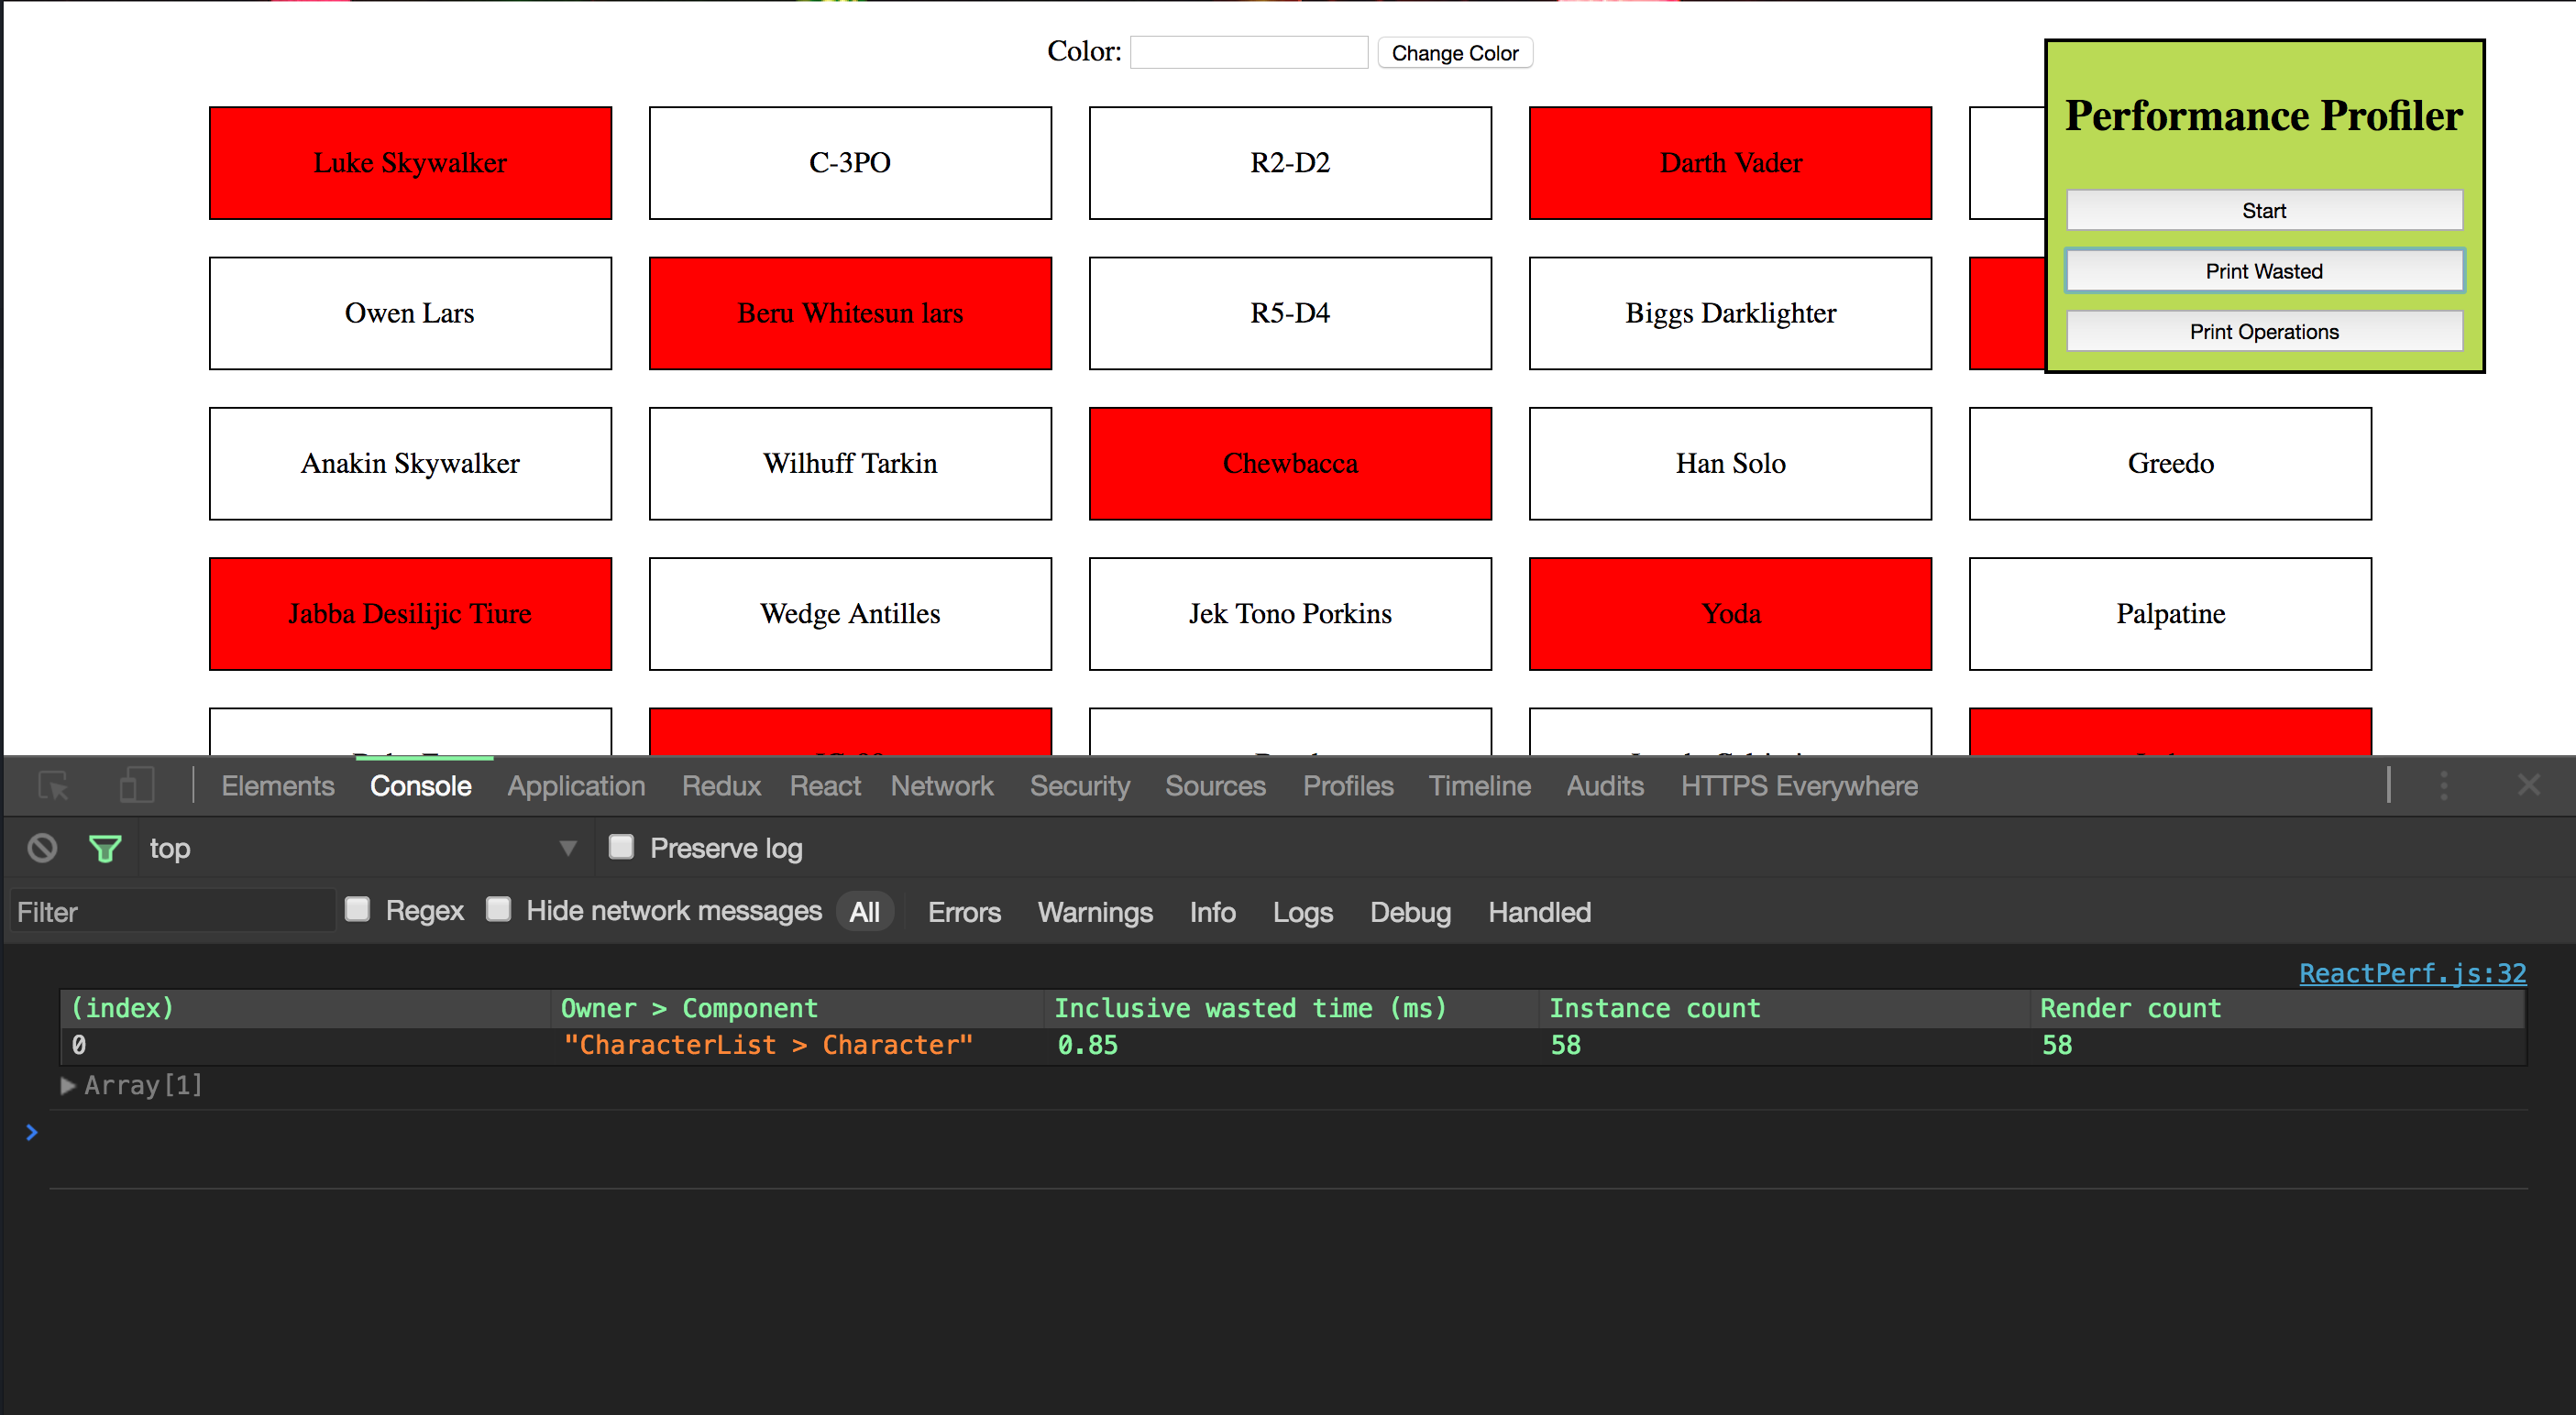 Color: Change Color
Performance Profiler
Start
Print Wasted
Print Operations
Luke Skywalker C-3PO R2-D2 Darth Vader
Owen Lars Beru Whitesun lars R5-D4 Biggs Darklighter
Anakin Skywalker Wilhuff Tarkin Chewbacca Han Solo Greedo
Jabba Desilijic Tiure Wedge Antilles Jek Tono Porkins Yoda Palpatine
Elements Console Application Redux React Network Security Sources Profiles Timeline Audits HTTPS Everywhere
top Preserve log
Filter Regex Hide network messages All Errors Warnings Info Logs Debug Handled
ReactPerf.js:32
(index) Owner > Component Inclusive wasted time (ms) Instance count Render count
0 "CharacterList > Character" 0.85 58 58
Array[1]